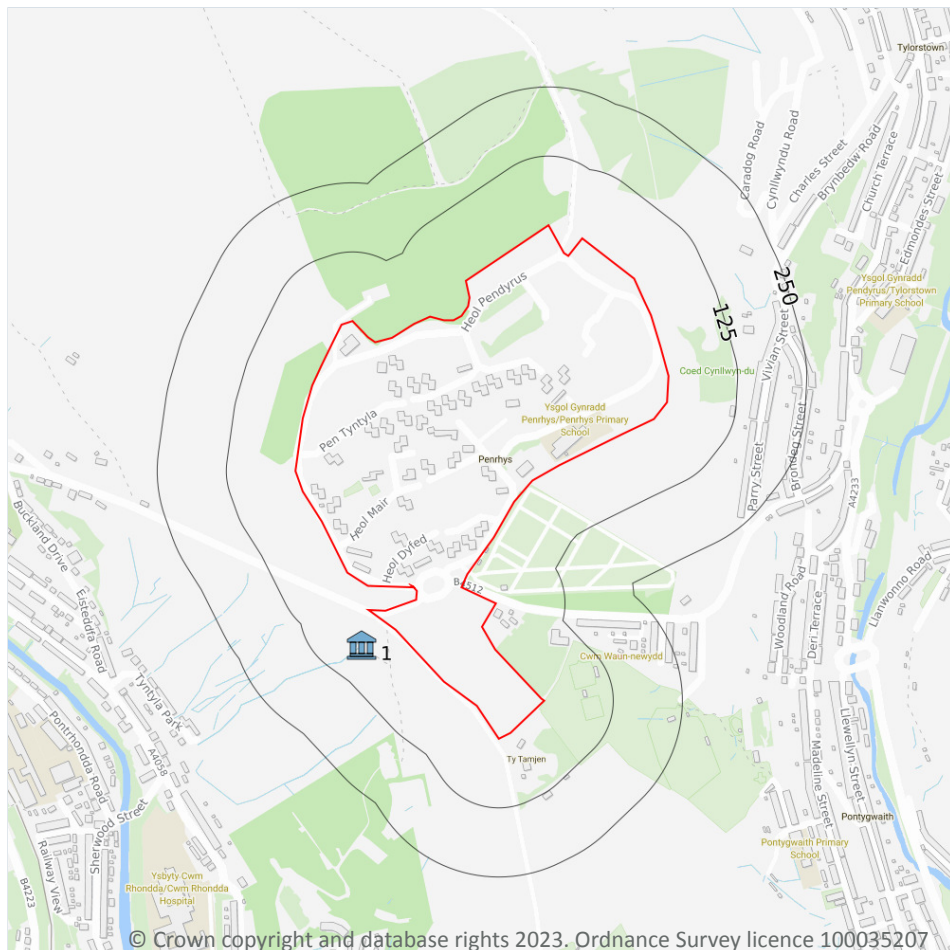 Tylorstown
Caradog Road
Cynllwyndu Road
Charles Street
Brynbedw Road
Church Terrace
Edmondes Street
Ysgol Gynradd
Pendyrus/Tylorstown
Primary School
250
125
Vivian Street
Heol Pendyrus
Coed Cynllwyn-du
Pen Tyntyla
Ysgol Gynradd
Penrhys/Penrhys Primary
School
Penrhys
Parry Street
Brondeg Street
A4233
Heol Mair
Heol Dyfed
B4512
Buckland Drive
Eisteddfa Road
Llanwonno Road
Woodland Road
Deri Terrace
1
Cwm Waun-newydd
Tyntyla Park
Pontrhondda Road
A4058
Ty Tamjen
Llewellyn Street
Madeline Street
Pontygwaith
Pontygwaith Primary
School
Sherwood Street
Railway View
B4223
Ysbyty Cwm
Rhondda/Cwm Rhondda
Hospital
© Crown copyright and database rights 2023. Ordnance Survey licence 100025207